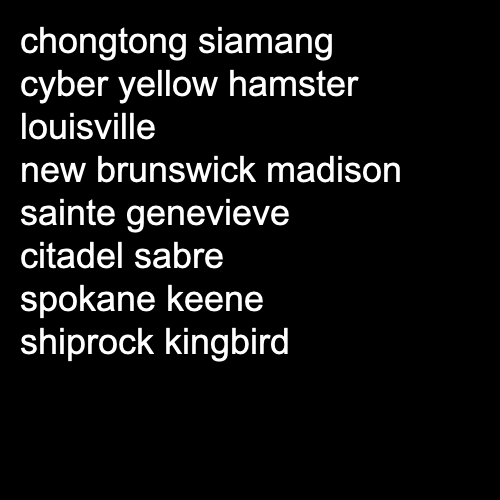 chongtong siamang
cyber yellow hamster
louisville
new brunswick madison
sainte genevieve
citadel sabre
spokane keene
shiprock kingbird